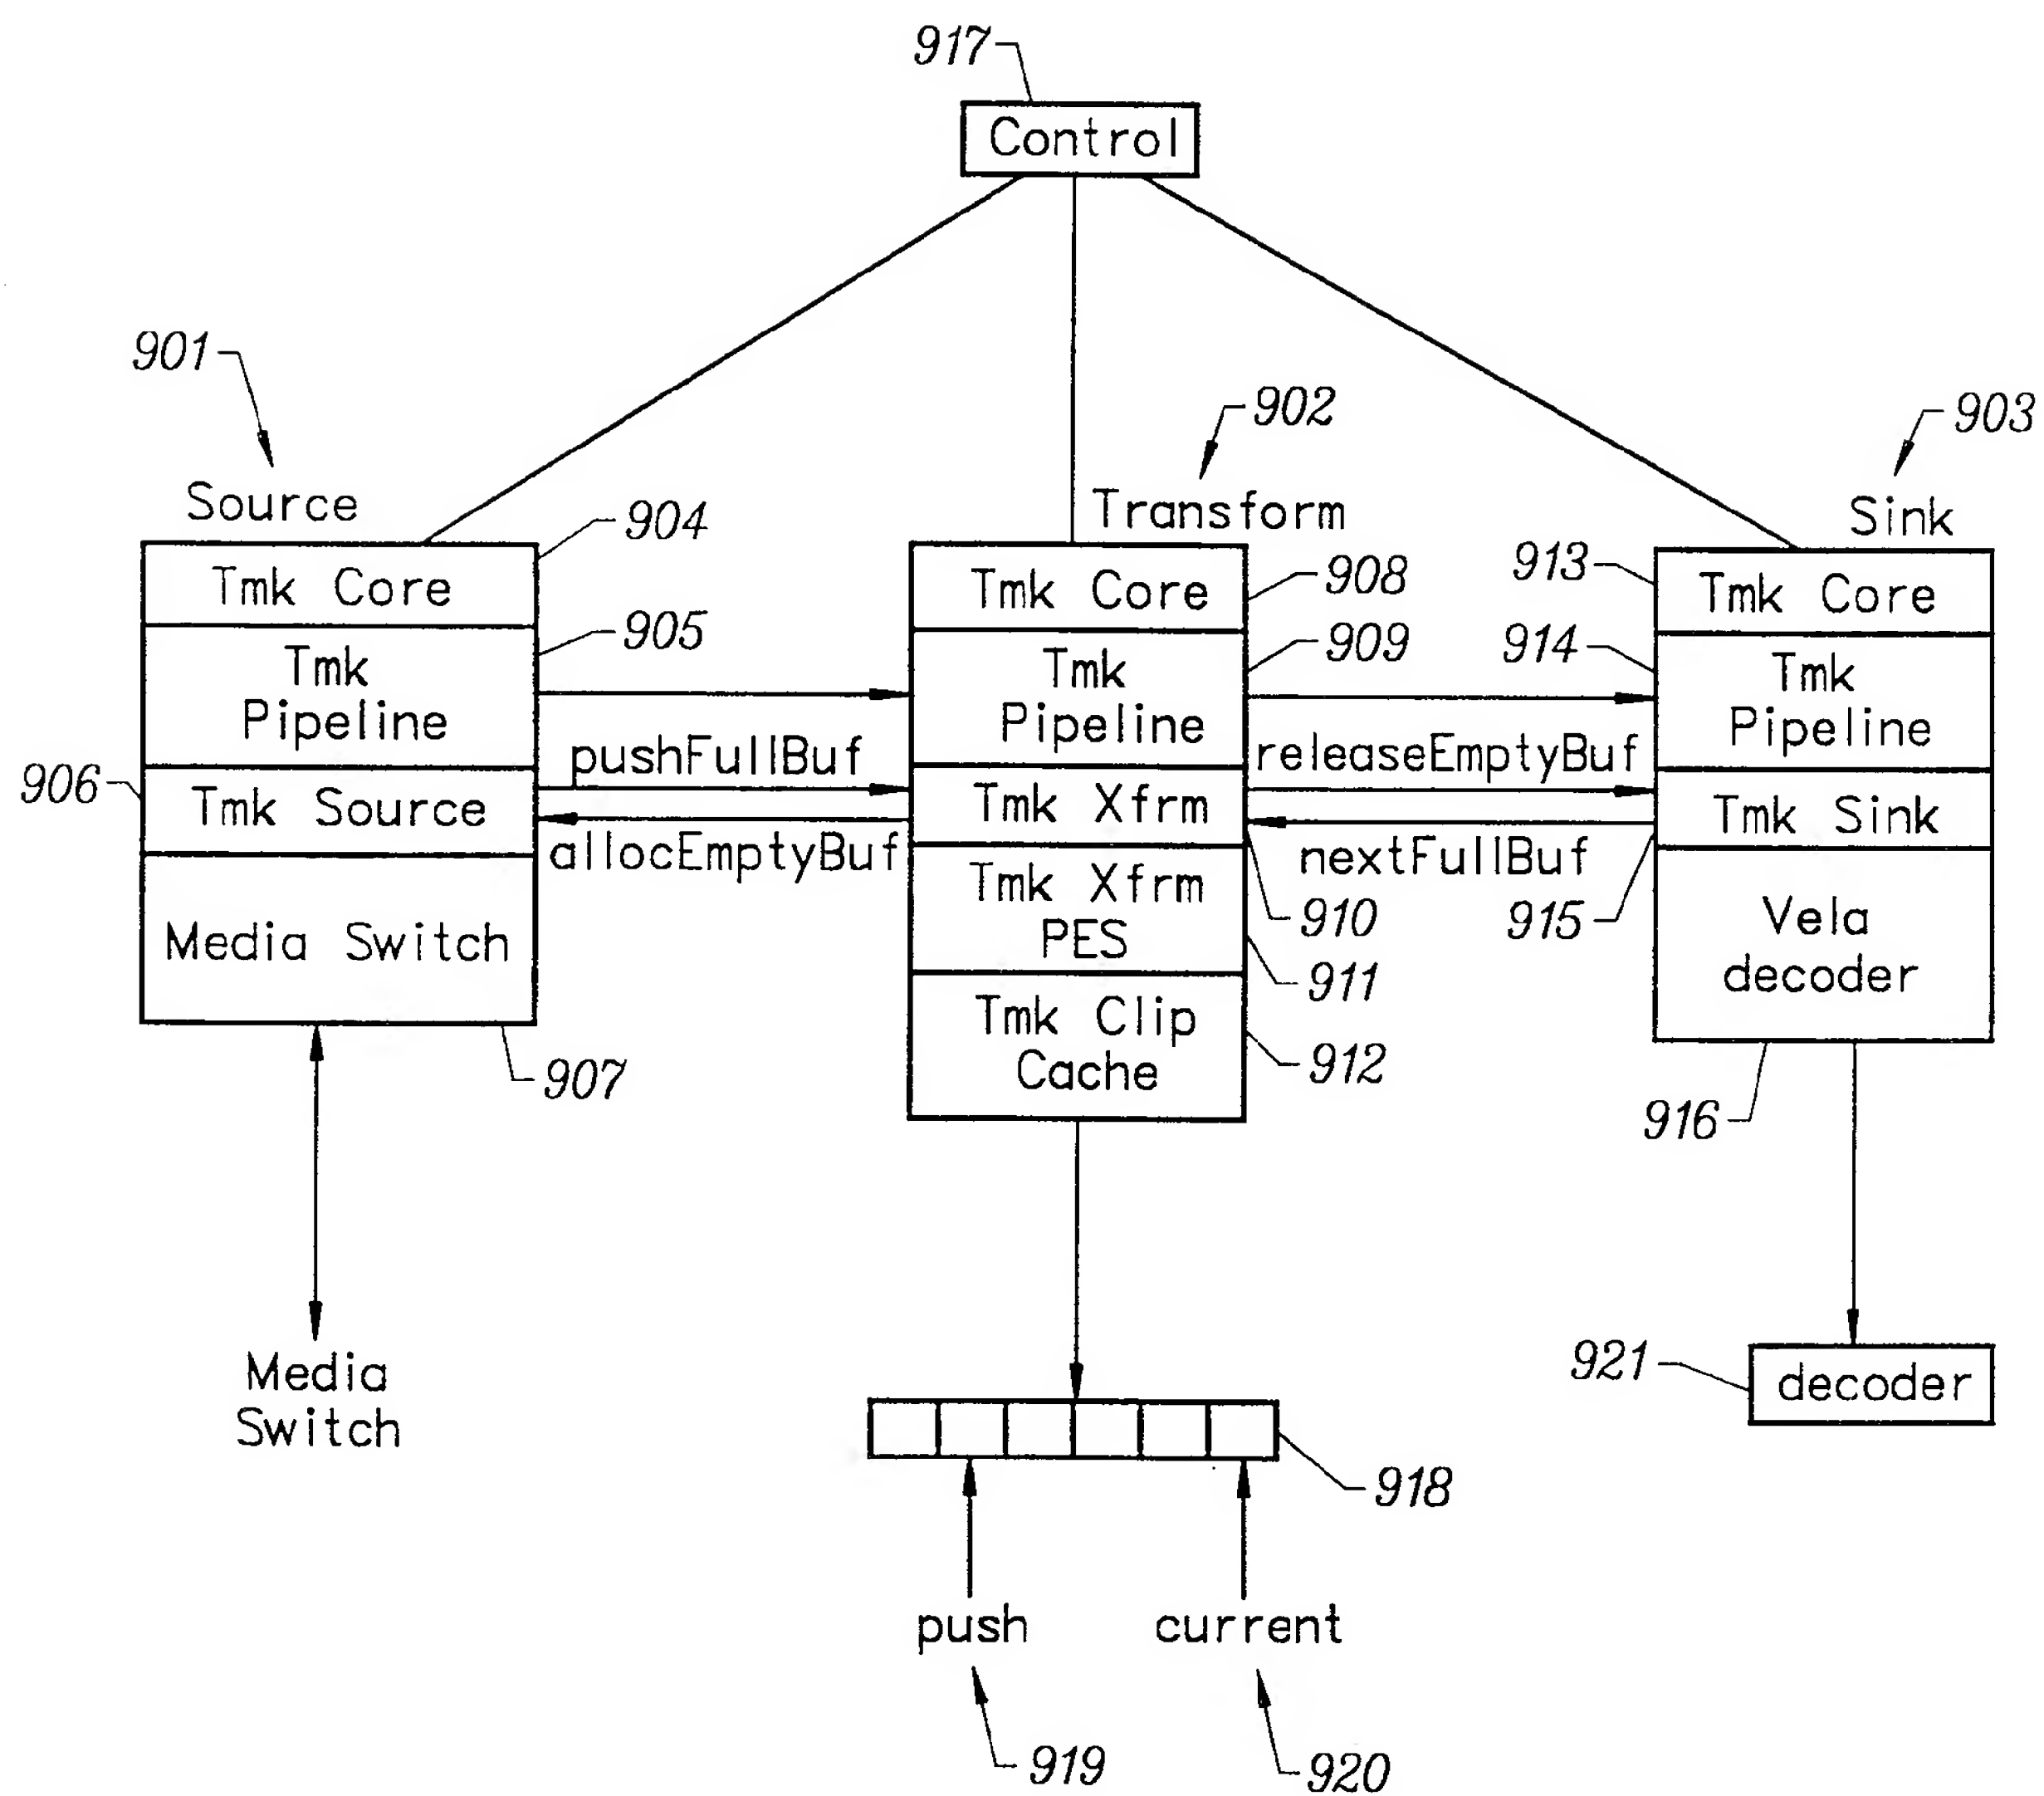 917
Control
901
902
903
Source
Transform
Sink
904
Tmk Core
908
Tmk Core
913
Tmk Core
905
Tmk
Pipeline
909
Tmk
Pipeline
914
Tmk
Pipeline
pushFullBuf
releaseEmptyBuf
906
Tmk Source
Tmk Xfrm
Tmk Sink
allocEmptyBuf
nextFullBuf
910
915
Media Switch
907
Tmk Xfrm
PES
911
Tmk Clip
Cache
912
Vela
decoder
916
Media
Switch
921
decoder
918
push
current
919
920